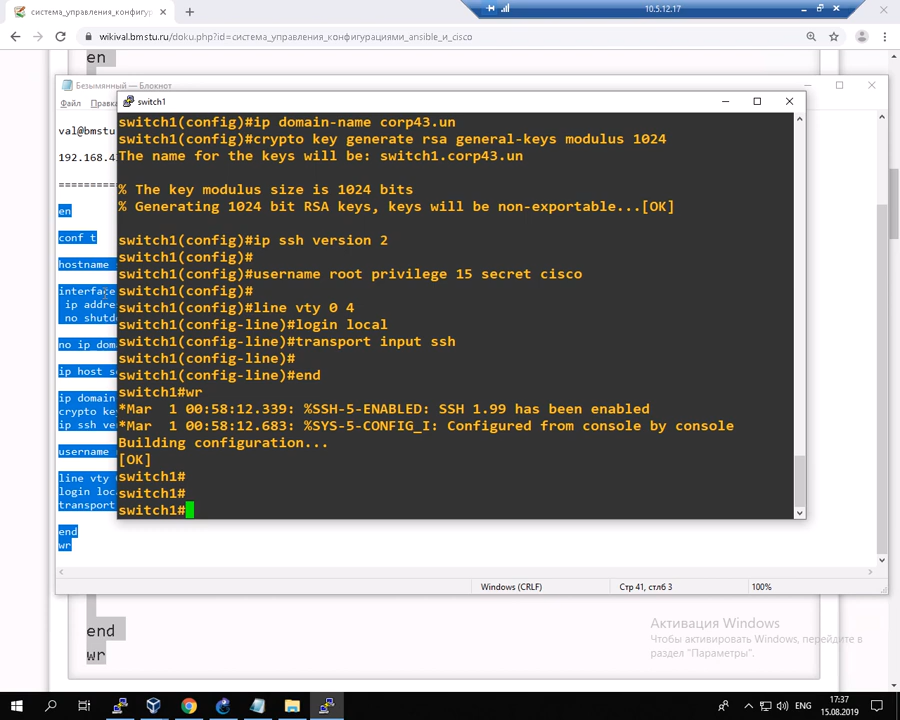 система_управления_конфигур
10.5.12.17
wikival.bmstu.ru/doku.php?id=система_управления_конфигурациями_ansible_и_cisco
en
Безымянный — Блокнот
Файл Правка
switch1
val@bmstu
192.168.4
==========
en
conf t
hostname
interface
ip addre
no shutdo
no ip doma
ip host s
ip domain
crypto key
ip ssh ver
username
line vty
login loca
transport
end
wr
switch1(config)#ip domain-name corp43.un
switch1(config)#crypto key generate rsa general-keys modulus 1024
The name for the keys will be: switch1.corp43.un
% The key modulus size is 1024 bits
% Generating 1024 bit RSA keys, keys will be non-exportable...[OK]
switch1(config)#ip ssh version 2
switch1(config)#
switch1(config)#username root privilege 15 secret cisco
switch1(config)#
switch1(config)#line vty 0 4
switch1(config-line)#login local
switch1(config-line)#transport input ssh
switch1(config-line)#
switch1(config-line)#end
switch1#wr
*Mar  1 00:58:12.339: %SSH-5-ENABLED: SSH 1.99 has been enabled
*Mar  1 00:58:12.683: %SYS-5-CONFIG_I: Configured from console by console
Building configuration...
[OK]
switch1#
switch1#
switch1#
Windows (CRLF) Стр 41, стлб 3 100%
end
wr
Активация Windows
Чтобы активировать Windows, перейдите в
раздел "Параметры".
ENG
17:37
15.08.2019